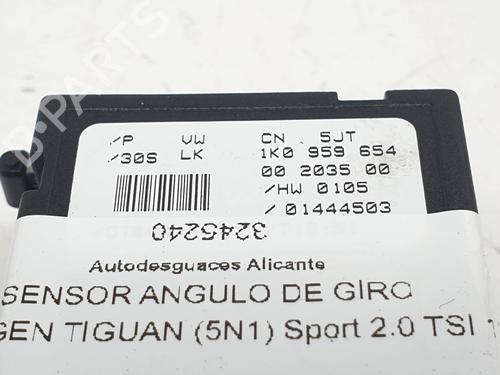 /P VW CN 5JT
/30S LK 1K0 959 654
00 2035 00
/HW 0105
/01444503
3245240
Autodesguaces Alicante
SENSOR ANGULO DE GIRO
GEN TIGUAN (5N1) Sport 2.0 TSI
B-PARTS